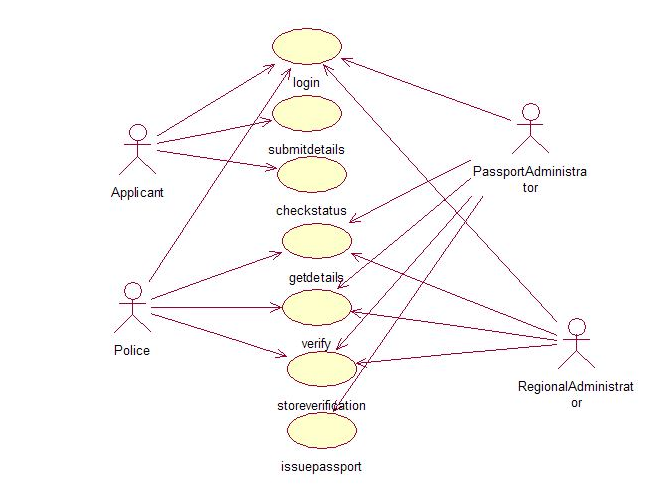 login
submitdetails
Applicant
PassportAdministra
tor
checkstatus
getdetails
Police
verify
RegionalAdministrat
or
storeverification
issuepassport